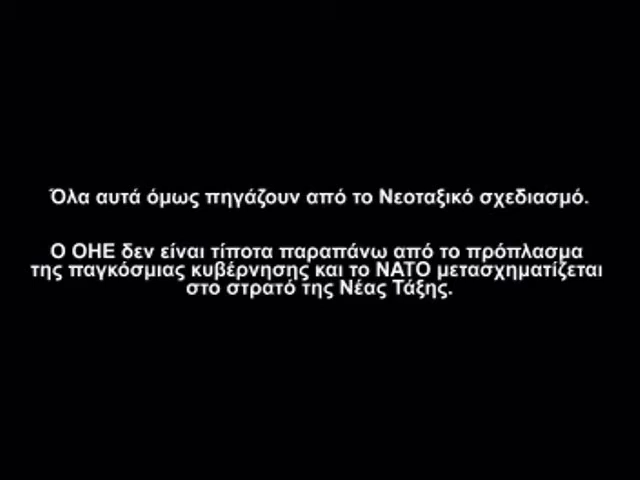 Όλα αυτά όμως πηγάζουν από το Νεοταξικό σχεδιασμό.
Ο ΟΗΕ δεν είναι τίποτα παραπάνω από το πρόπλασμα
της παγκόσμιας κυβέρνησης και το ΝΑΤΟ μετασχηματίζεται
στο στρατό της Νέας Τάξης.